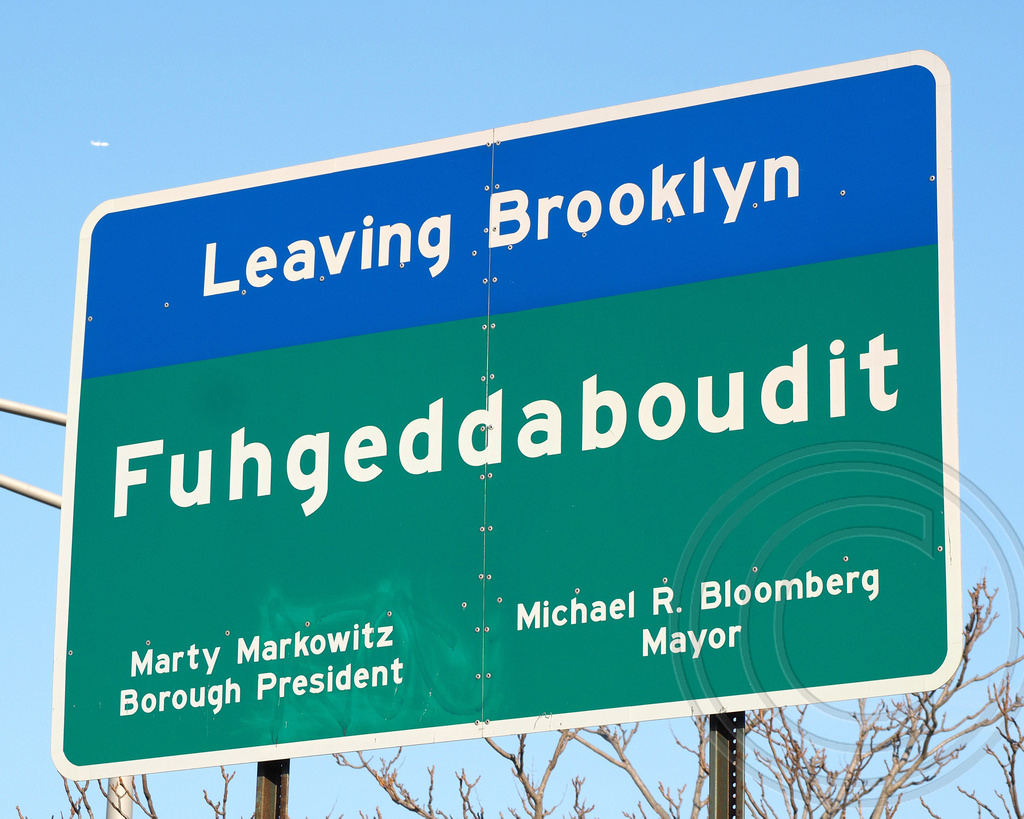 Leaving Brooklyn
Fuhgeddaboudit
Marty Markowitz
Borough President
Michael R. Bloomberg
Mayor